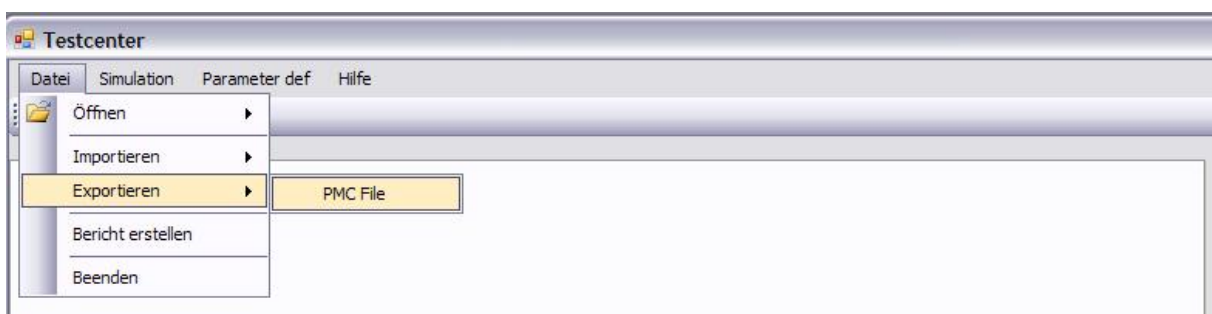 Testcenter
Datei Simulation Parameter def Hilfe
Öffnen
Importieren
Exportieren PMC File
Bericht erstellen
Beenden